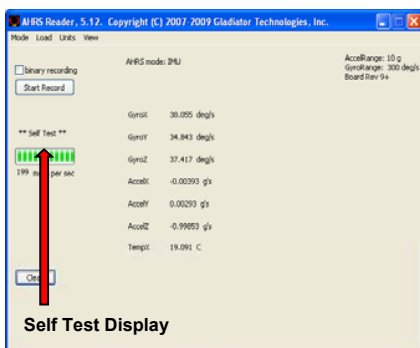 AHRS Reader, 5.12. Copyright (C) 2007-2009 Gladiator Technologies, Inc.
Mode Load Units View
AHRS mode: IMU
AccelRange: 10 g
GyroRange: 300 deg/s
Board Rev 9+
binary recording
Start Record
GyroX 38.055 deg/s
** Self Test **
GyroY 34.843 deg/s
GyroZ 37.417 deg/s
199 per sec
AccelX -0.00393 g's
AccelY 0.00293 g's
AccelZ -0.99853 g's
TempX 19.091 C
Self Test Display